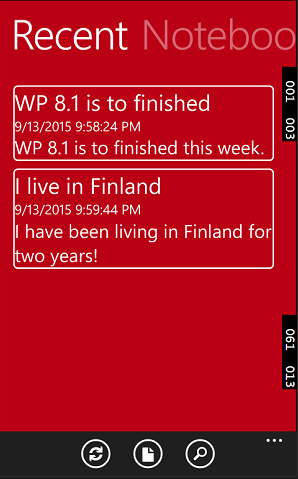 Recent Noteboo
WP 8.1 is to finished
9/13/2015 9:58:24 PM
WP 8.1 is to finished this week.
I live in Finland
9/13/2015 9:59:44 PM
I have been living in Finland for
two years!
001 003
061 013